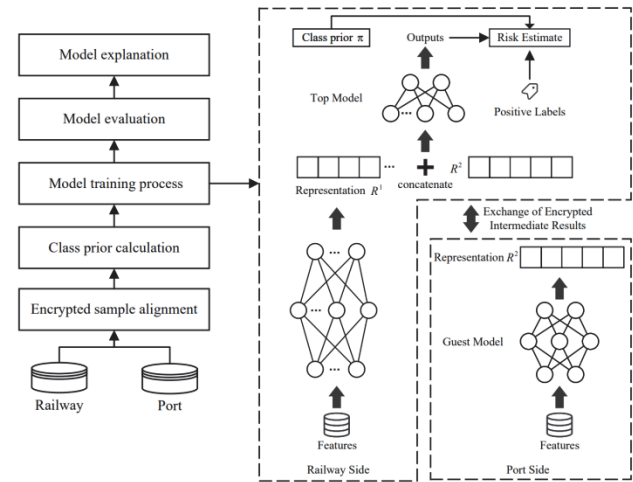 Model explanation
Model evaluation
Model training process
Class prior calculation
Encrypted sample alignment
Railway
Port
Class prior π
Outputs
Risk Estimate
Top Model
Positive Labels
...
...
R²
Representation R¹
concatenate
Exchange of Encrypted
Intermediate Results
...
...
...
Features
Railway Side
Representation R²
Guest Model
Features
Port Side